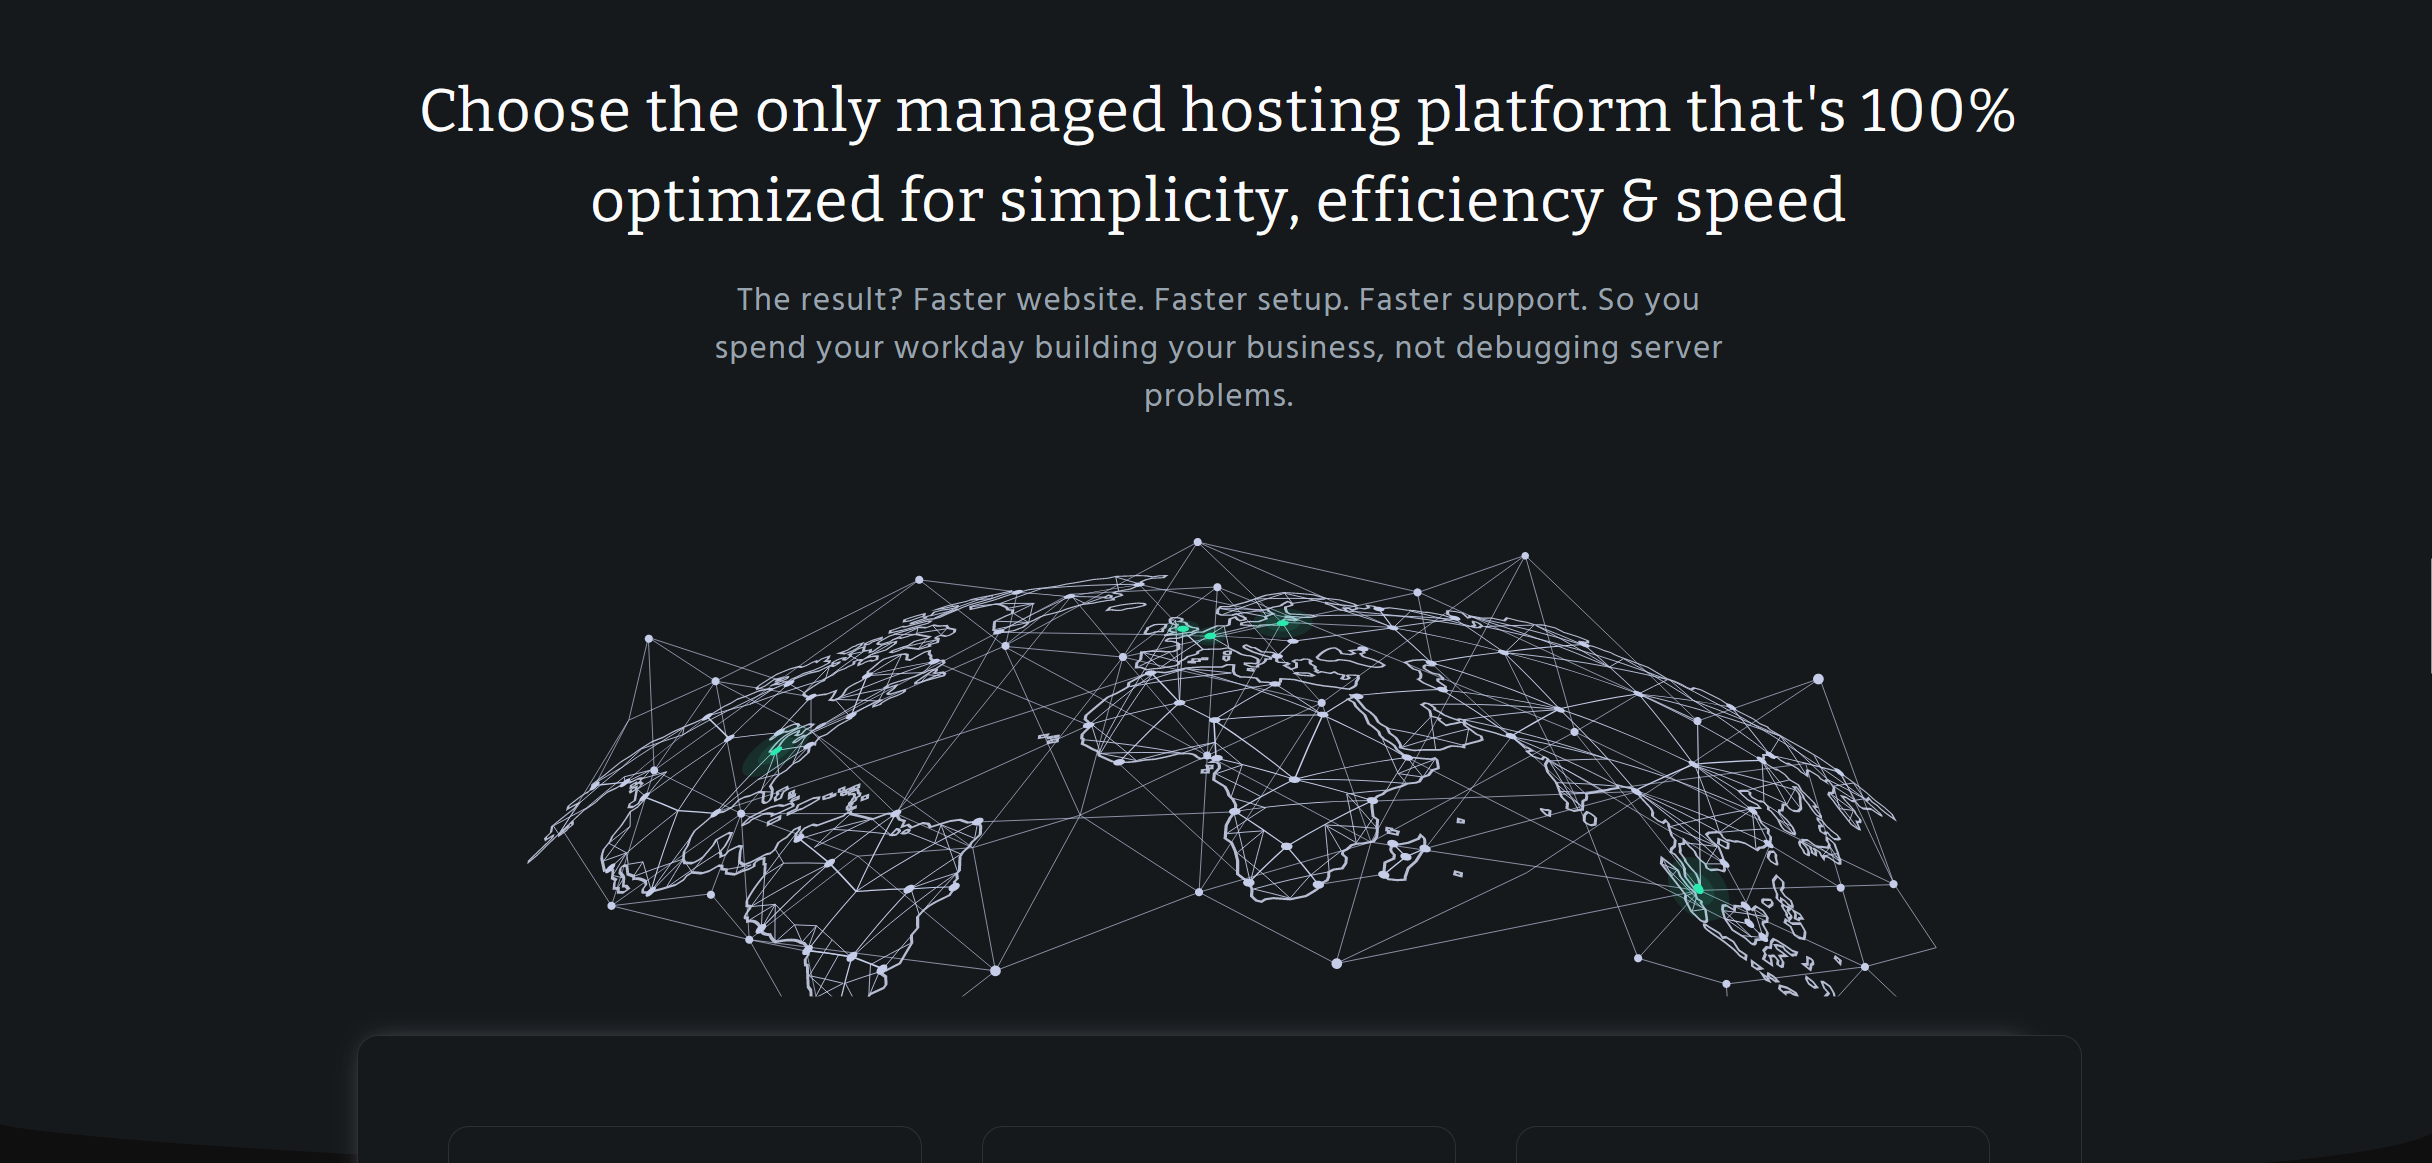 Choose the only managed hosting platform that's 100%
optimized for simplicity, efficiency & speed
The result? Faster website. Faster setup. Faster support. So you
spend your workday building your business, not debugging server
problems.